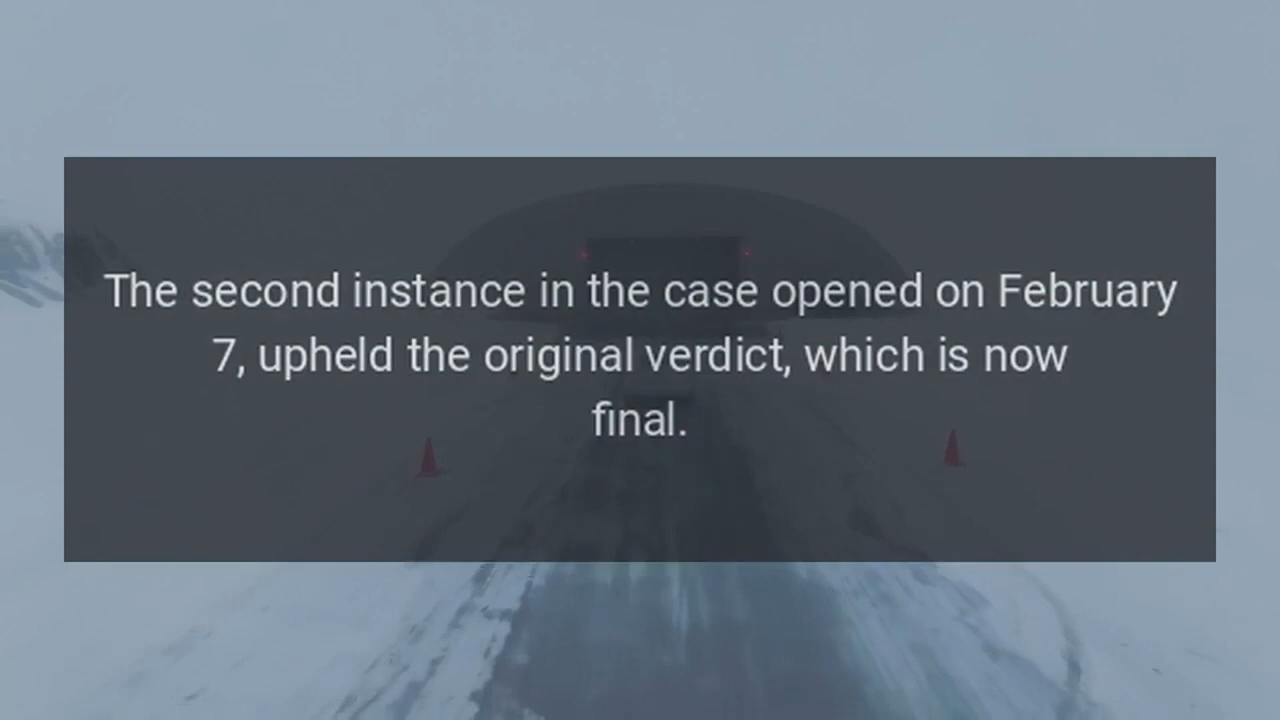 The second instance in the case opened on February
7, upheld the original verdict, which is now
final.